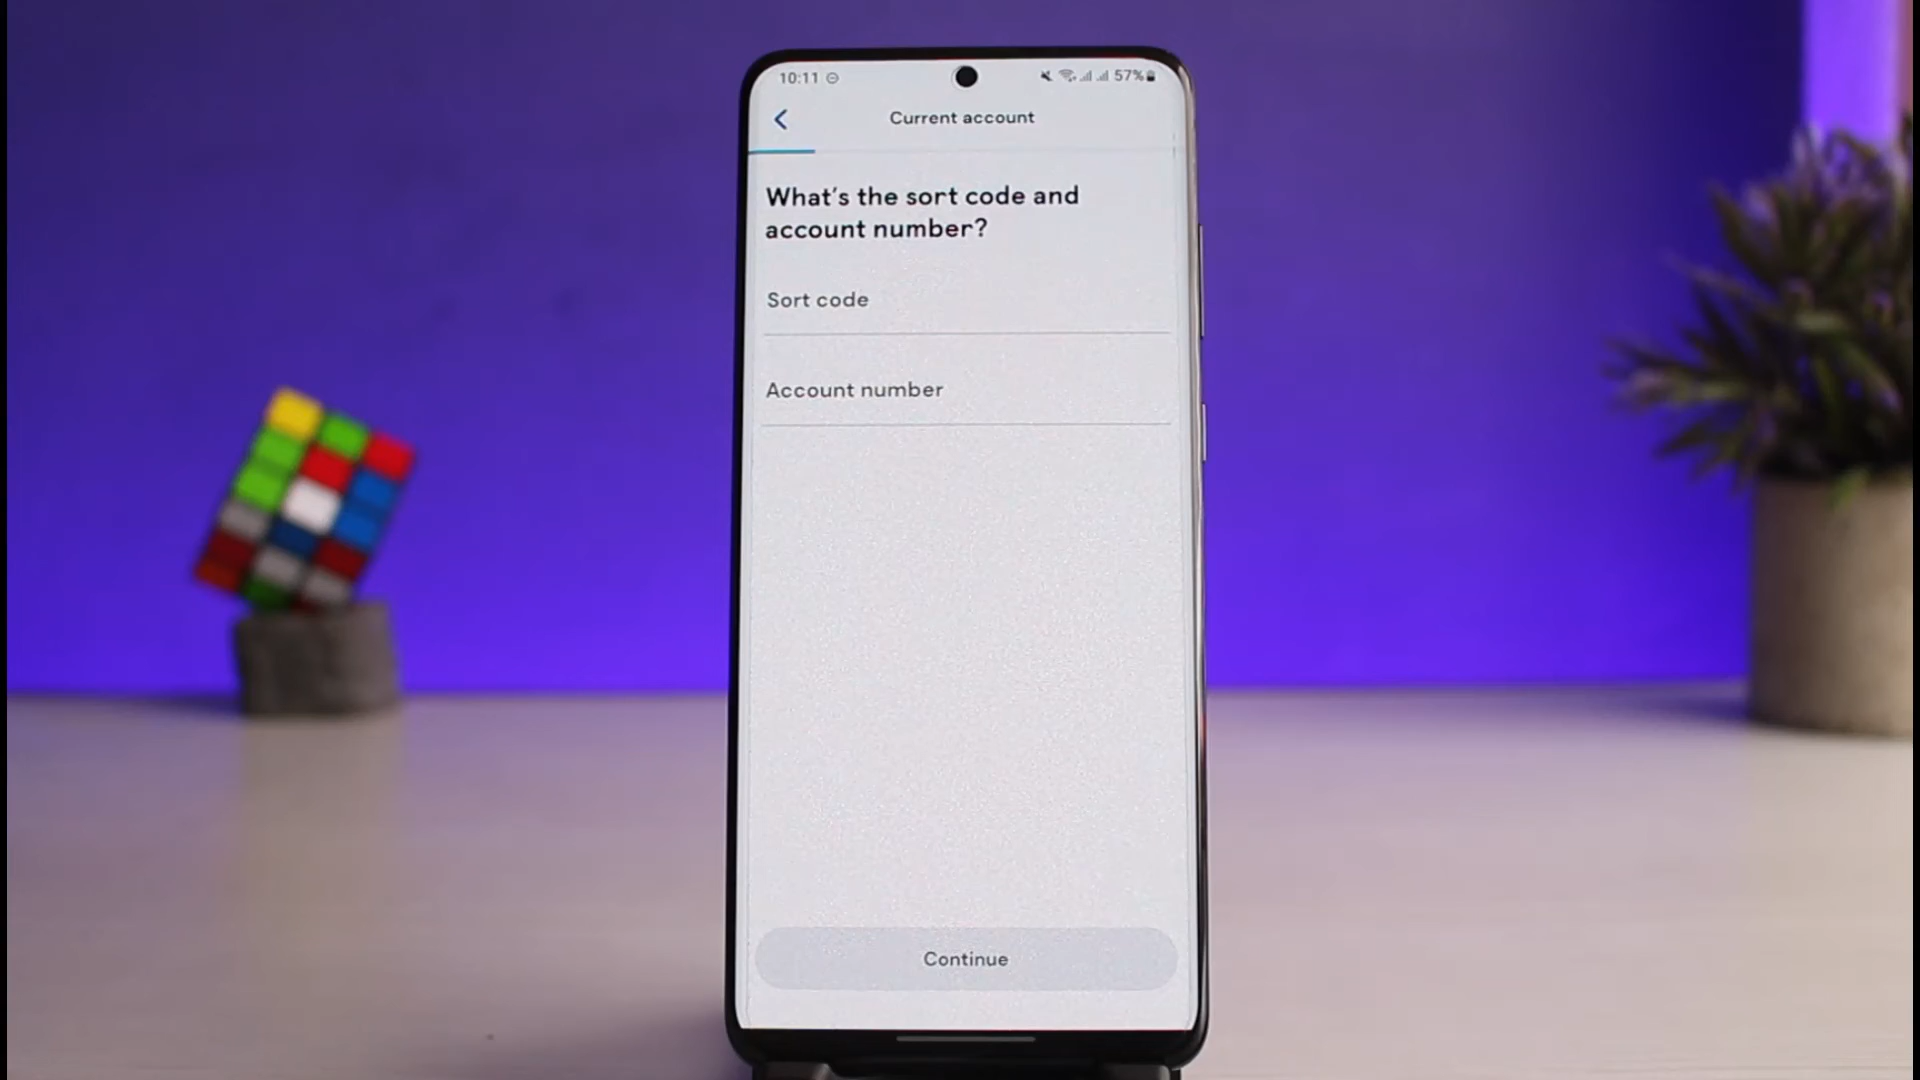 10:11
57%
Current account
What's the sort code and
account number?
Sort code
Account number
Continue